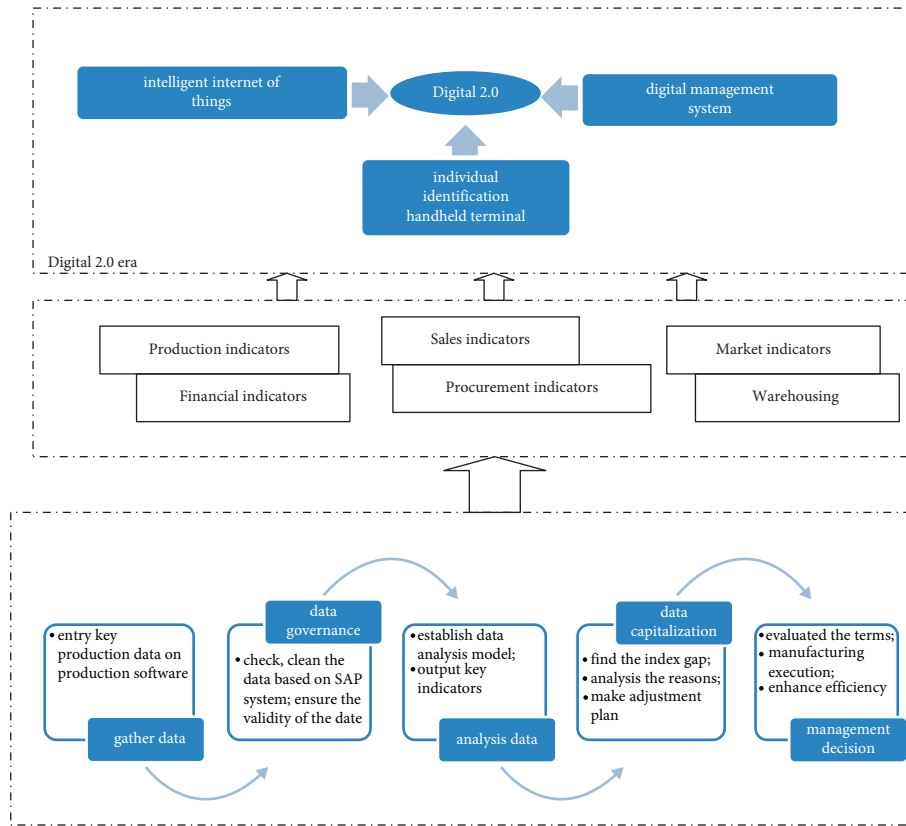 intelligent internet of
things
Digital 2.0
digital management
system
individual
identification
handheld terminal
Digital 2.0 era
Production indicators
Financial indicators
Sales indicators
Procurement indicators
Market indicators
Warehousing
• entry key
production data on
production software
gather data
data
governance
• check, clean the
data based on SAP
system; ensure the
validity of the date
• establish data
analysis model;
• output key
indicators
analysis data
data
capitalization
• find the index gap;
• analysis the reasons;
• make adjustment
plan
• evaluated the terms;
• manufacturing
execution;
• enhance efficiency
management
decision